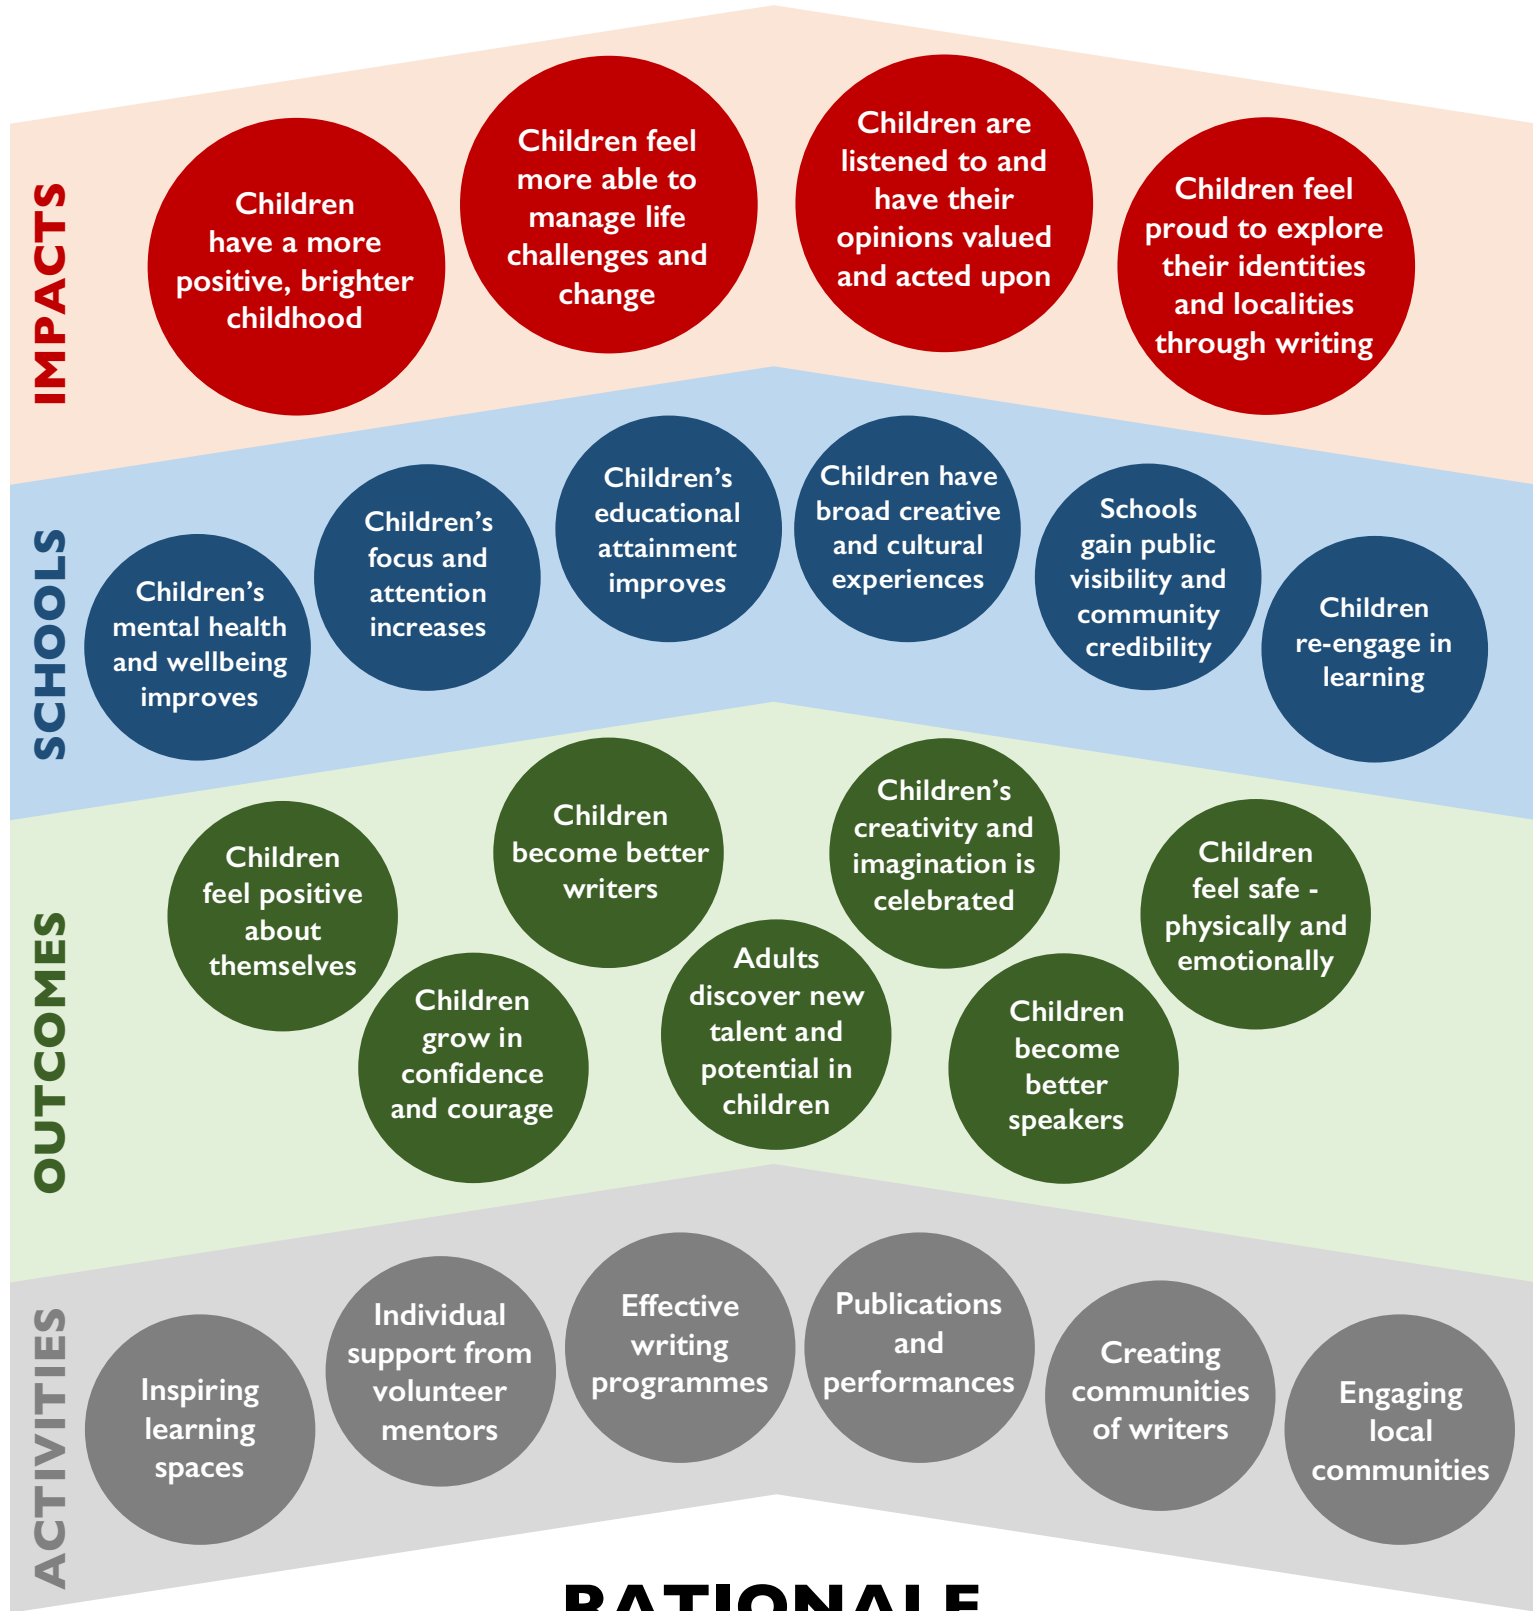 IMPACTS
Children
have a more
positive, brighter
childhood
Children feel
more able to
manage life
challenges and
change
Children are
listened to and
have their
opinions valued
and acted upon
Children feel
proud to explore
their identities
and localities
through writing
SCHOOLS
Children’s
mental health
and wellbeing
improves
Children’s
focus and
attention
increases
Children’s
educational
attainment
improves
Children have
broad creative
and cultural
experiences
Schools
gain public
visibility and
community
credibility
Children
re-engage in
learning
OUTCOMES
Children
feel positive
about
themselves
Children
grow in
confidence
and courage
Children
become better
writers
Adults
discover new
talent and
potential in
children
Children’s
creativity and
imagination is
celebrated
Children
become
better
speakers
Children
feel safe -
physically and
emotionally
ACTIVITIES
Inspiring
learning
spaces
Individual
support from
volunteer
mentors
Effective
writing
programmes
Publications
and
performances
Creating
communities
of writers
Engaging
local
communities
RATIONALE